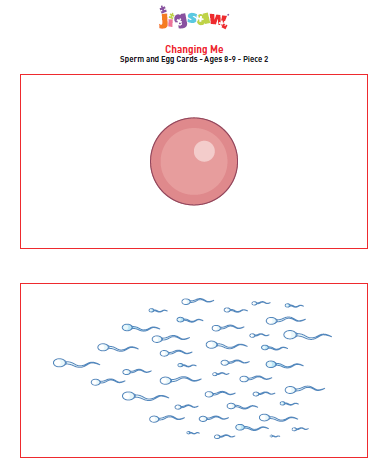 jigsaw
Changing Me
Sperm and Egg Cards - Ages 8-9 - Piece 2